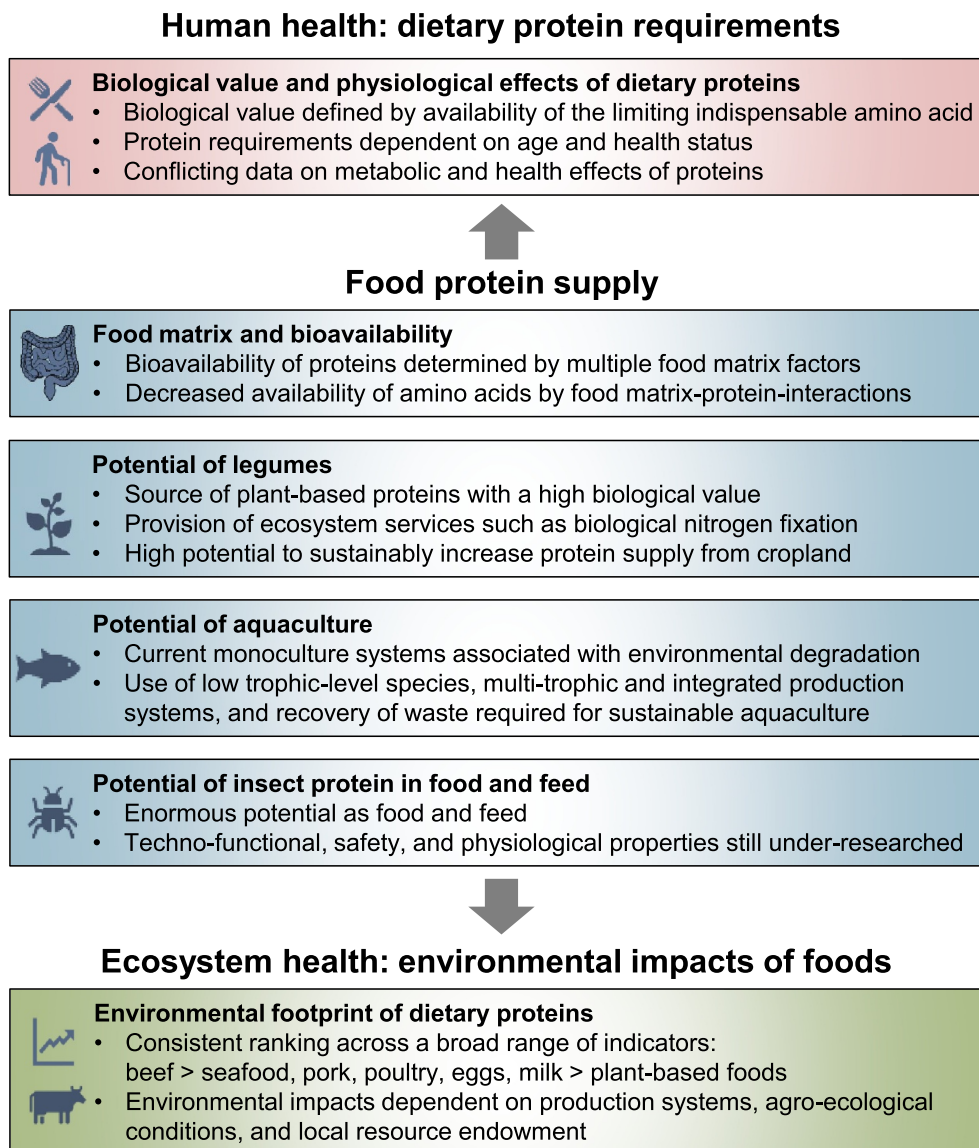 Human health: dietary protein requirements
Biological value and physiological effects of dietary proteins
• Biological value defined by availability of the limiting indispensable amino acid
• Protein requirements dependent on age and health status
• Conflicting data on metabolic and health effects of proteins
Food protein supply
Food matrix and bioavailability
• Bioavailability of proteins determined by multiple food matrix factors
• Decreased availability of amino acids by food matrix-protein-interactions
Potential of legumes
• Source of plant-based proteins with a high biological value
• Provision of ecosystem services such as biological nitrogen fixation
• High potential to sustainably increase protein supply from cropland
Potential of aquaculture
• Current monoculture systems associated with environmental degradation
• Use of low trophic-level species, multi-trophic and integrated production
systems, and recovery of waste required for sustainable aquaculture
Potential of insect protein in food and feed
• Enormous potential as food and feed
• Techno-functional, safety, and physiological properties still under-researched
Ecosystem health: environmental impacts of foods
Environmental footprint of dietary proteins
• Consistent ranking across a broad range of indicators:
beef > seafood, pork, poultry, eggs, milk > plant-based foods
• Environmental impacts dependent on production systems, agro-ecological
conditions, and local resource endowment